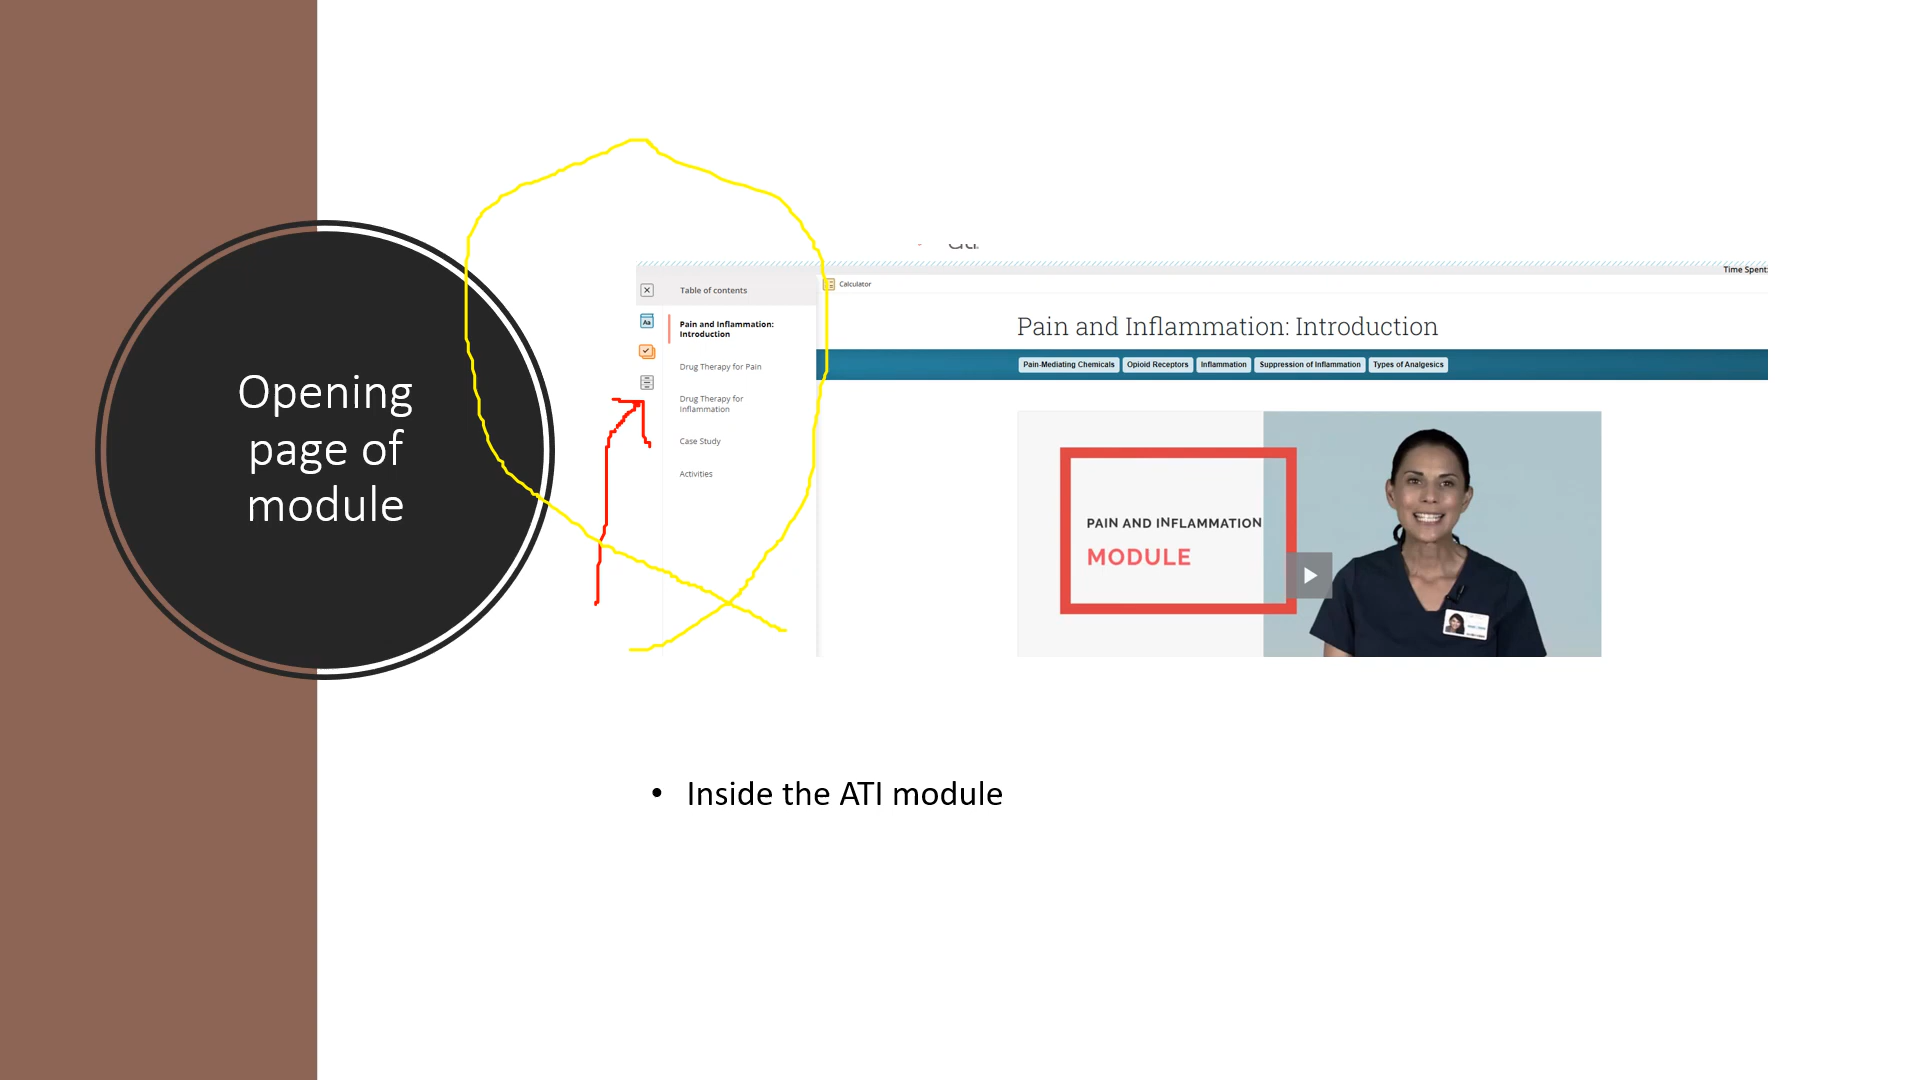 Opening
page of
module
Time Spent:
Table of contents
Calculator
Pain and Inflammation:
Introduction
Drug Therapy for Pain
Drug Therapy for
Inflammation
Case Study
Activities
Pain and Inflammation: Introduction
Pain-Mediating Chemicals Opioid Receptors Inflammation Suppression of Inflammation Types of Analgesics
PAIN AND INFLAMMATION
MODULE
• Inside the ATI module